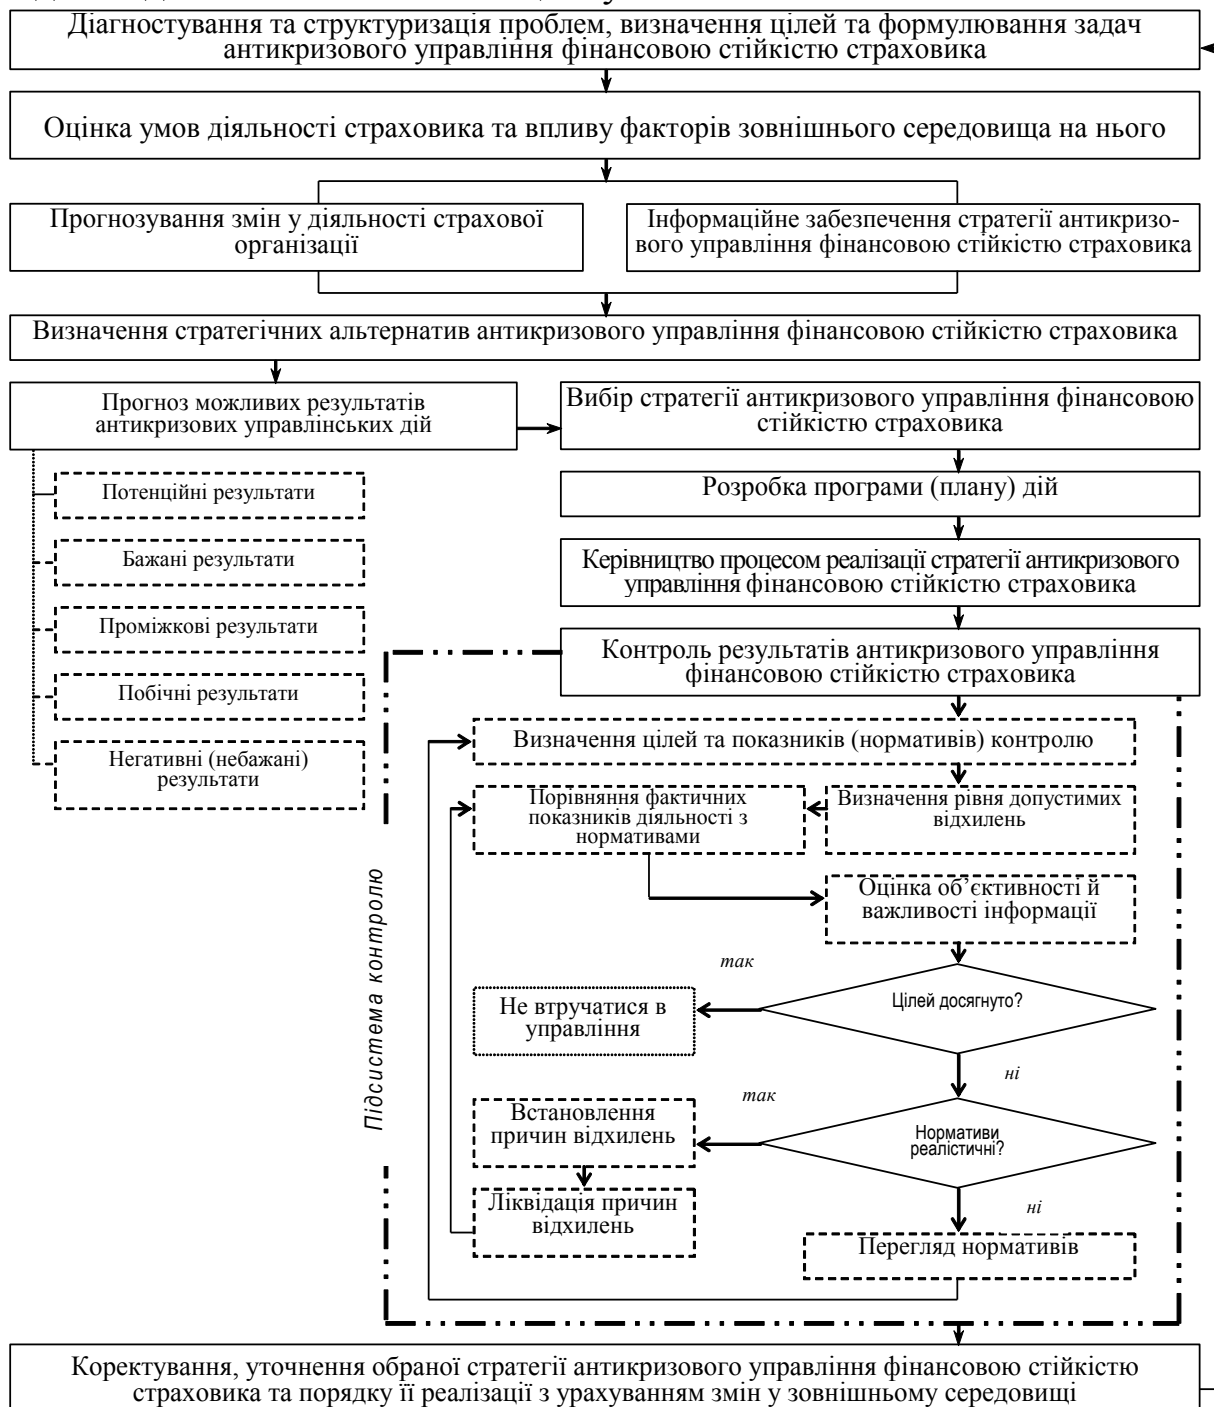 Діагностування та структуризація проблем, визначення цілей та формулювання задач
антикризового управління фінансовою стійкістю страховика
Оцінка умов діяльності страховика та впливу факторів зовнішнього середовища на нього
Прогнозування змін у діяльності страхової
організації
Інформаційне забезпечення стратегії антикризо-
вого управління фінансовою стійкістю страховика
Визначення стратегічних альтернатив антикризового управління фінансовою стійкістю страховика
Прогноз можливих результатів
антикризових управлінських дій
Вибір стратегії антикризового управління фінансовою
стійкістю страховика
Потенційні результати
Бажані результати
Проміжкові результати
Побічні результати
Негативні (небажані)
результати
Розробка програми (плану) дій
Керівництво процесом реалізації стратегії антикризового
управління фінансовою стійкістю страховика
Контроль результатів антикризового управління
фінансовою стійкістю страховика
Підсистема контролю
Визначення цілей та показників (нормативів) контролю
Порівняння фактичних
показників діяльності з
нормативами
Визначення рівня допустимих
відхилень
Оцінка об’єктивності й
важливості інформації
так
Цілей досягнуто?
Не втручатися в
управління
ні
так
Нормативи
реалістичні?
Встановлення
причин відхилень
Ліквідація причин
відхилень
ні
Перегляд нормативів
Коректування, уточнення обраної стратегії антикризового управління фінансовою стійкістю
страховика та порядку її реалізації з урахуванням змін у зовнішньому середовищі